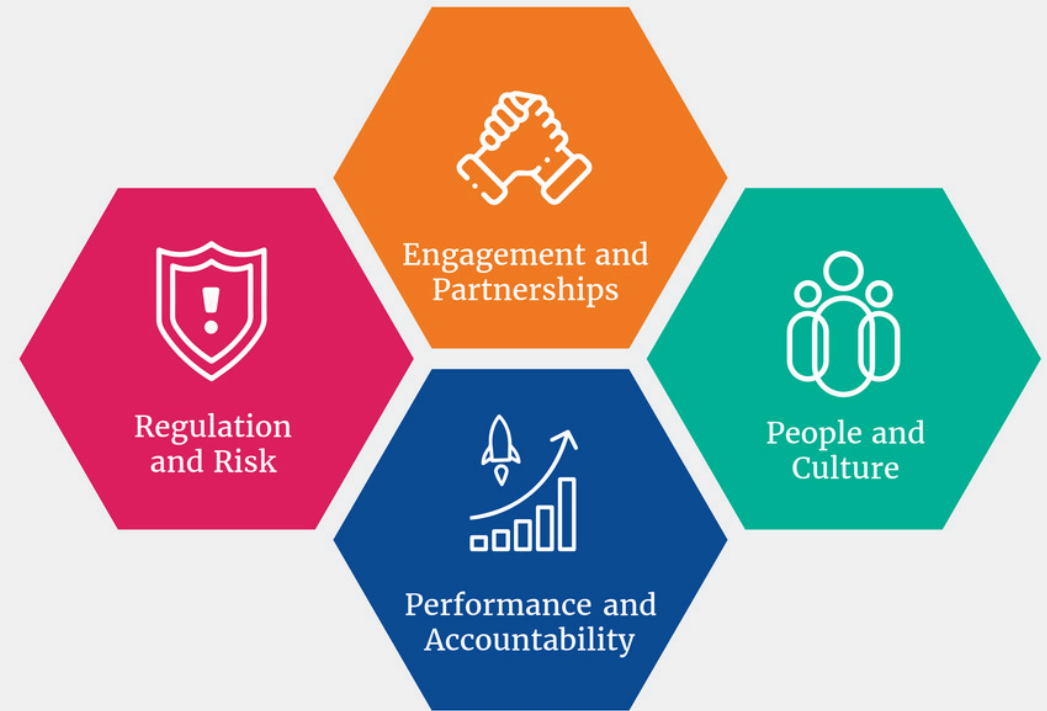 Engagement and
Partnerships
Regulation
and Risk
People and
Culture
Performance and
Accountability